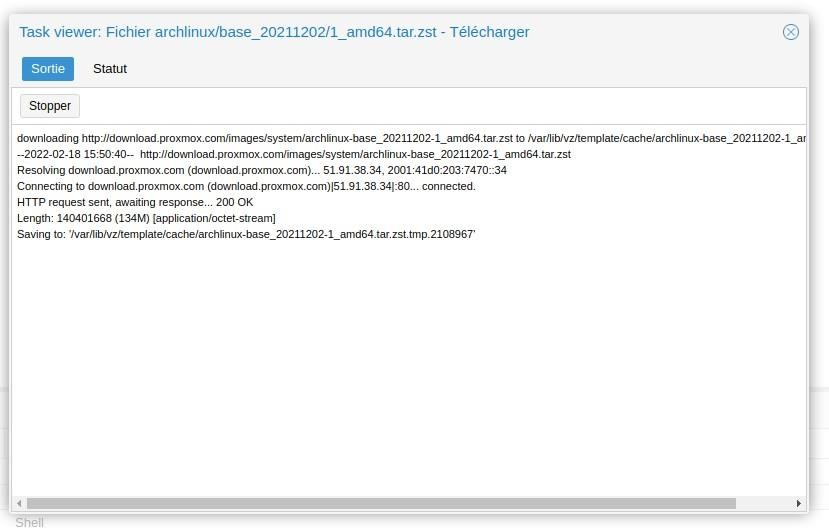 Task viewer: Fichier archlinux/base_20211202/1_amd64.tar.zst - Télécharger
Sortie Statut
Stopper
downloading http://download.proxmox.com/images/system/archlinux-base_20211202-1_amd64.tar.zst to /var/lib/vz/template/cache/archlinux-base_20211202-1_ar
--2022-02-18 15:50:40--  http://download.proxmox.com/images/system/archlinux-base_20211202-1_amd64.tar.zst
Resolving download.proxmox.com (download.proxmox.com)... 51.91.38.34, 2001:41d0:203:7470::34
Connecting to download.proxmox.com (download.proxmox.com)|51.91.38.34|:80... connected.
HTTP request sent, awaiting response... 200 OK
Length: 140401668 (134M) [application/octet-stream]
Saving to: '/var/lib/vz/template/cache/archlinux-base_20211202-1_amd64.tar.zst.tmp.2108967'
Shell